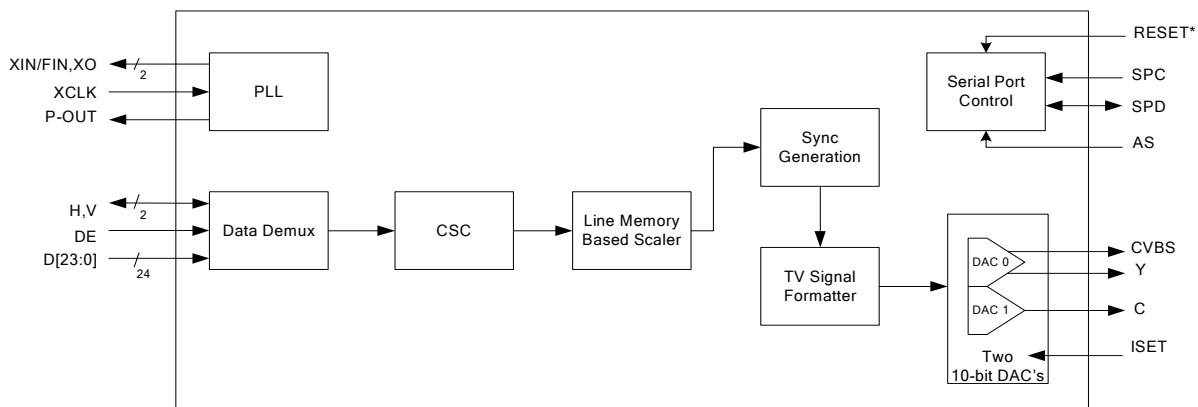 XIN/FIN,XO
2
XCLK
P-OUT
PLL
RESET*
Serial Port
Control
SPC
SPD
AS
Sync
Generation
H,V
2
DE
D[23:0]
24
Data Demux
CSC
Line Memory
Based Scaler
TV Signal
Formatter
DAC 0
DAC 1
Two
10-bit DAC's
CVBS
Y
C
ISET